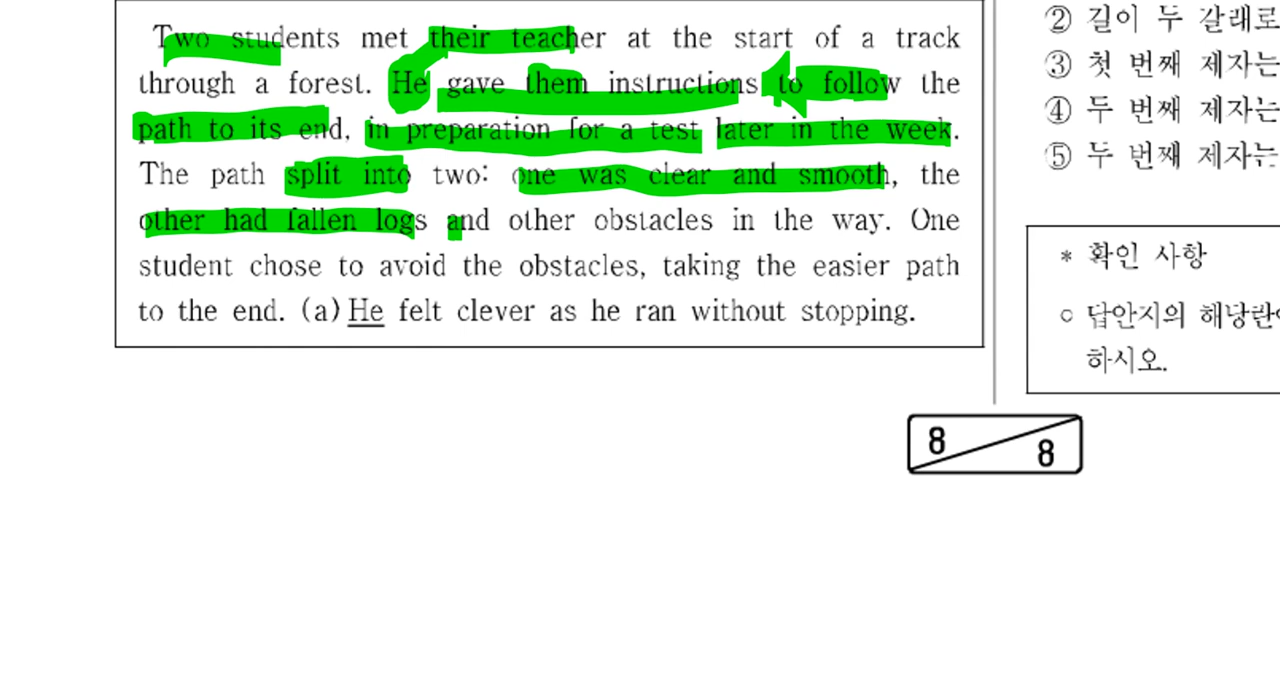 Two students met their teacher at the start of a track
through a forest. He gave them instructions to follow the
path to its end, in preparation for a test later in the week.
The path split into two: one was clear and smooth, the
other had fallen logs and other obstacles in the way. One
student chose to avoid the obstacles, taking the easier path
to the end. (a) He felt clever as he ran without stopping.
② 길이 두 갈래로
③ 첫 번째 제자는
④ 두 번째 제자는
⑤ 두 번째 제자는
* 확인 사항
○ 답안지의 해당란에
하시오.
8 8